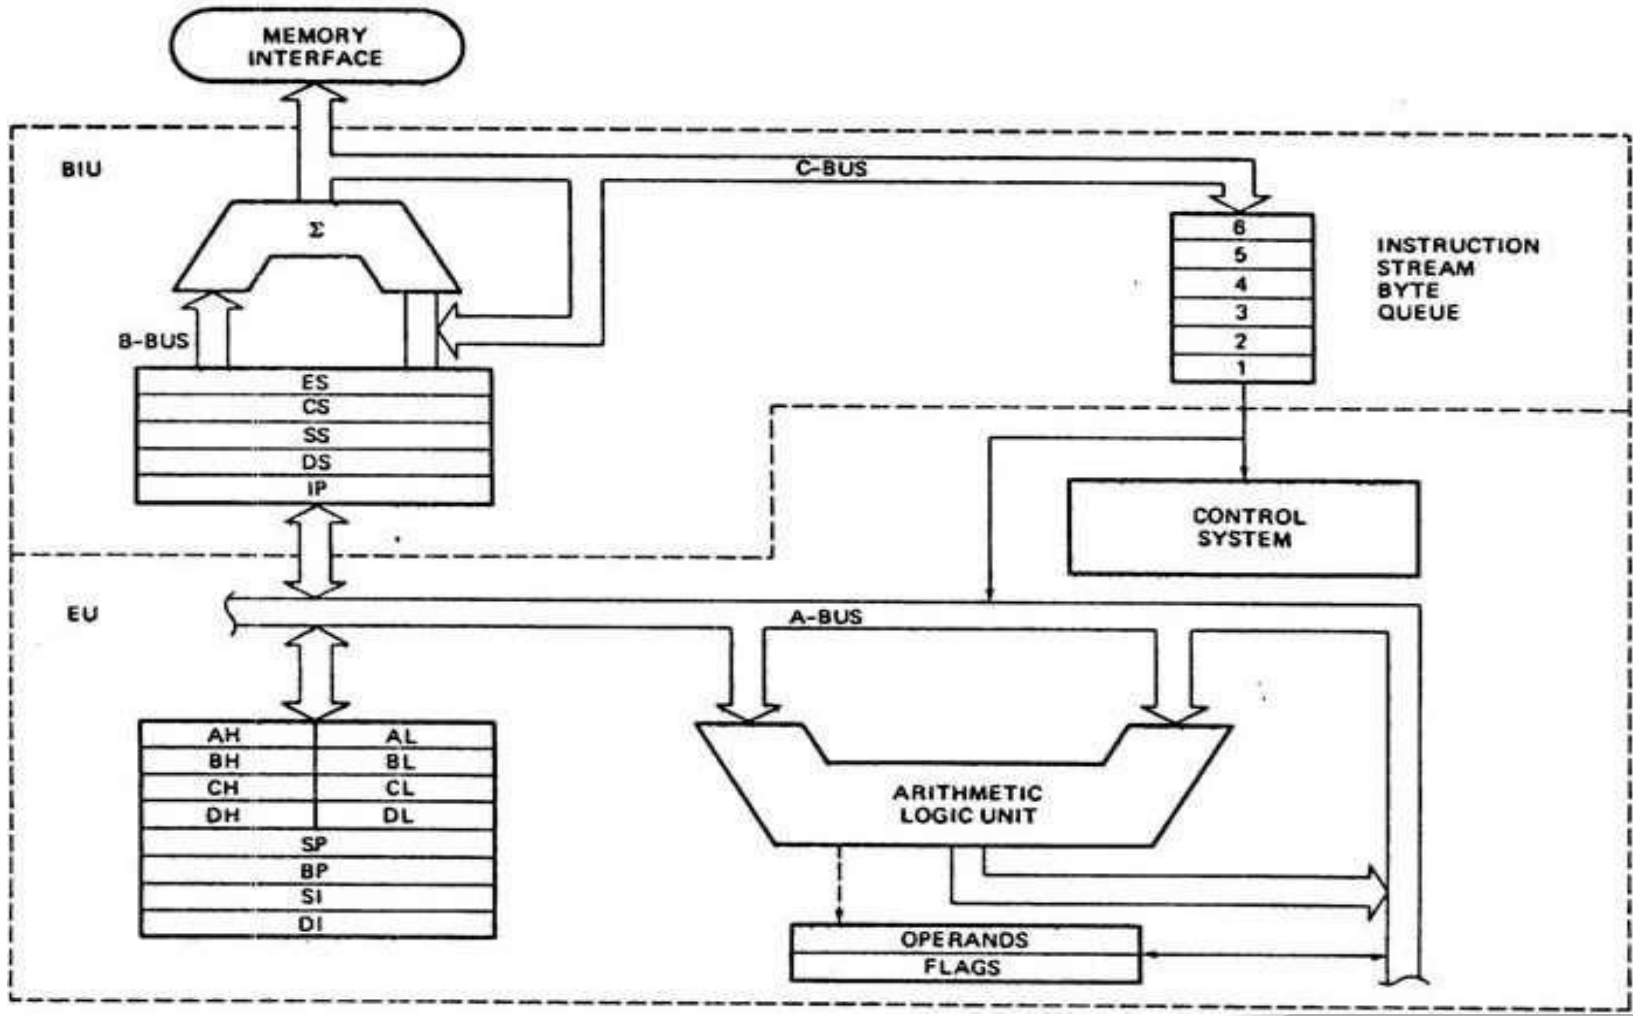 MEMORY
INTERFACE
BIU
C-BUS
Σ
B-BUS
6
5
4
3
2
1
INSTRUCTION
STREAM
BYTE
QUEUE
ES
CS
SS
DS
IP
CONTROL
SYSTEM
EU
A-BUS
AH AL
BH BL
CH CL
DH DL
SP
BP
SI
DI
ARITHMETIC
LOGIC UNIT
OPERANDS
FLAGS